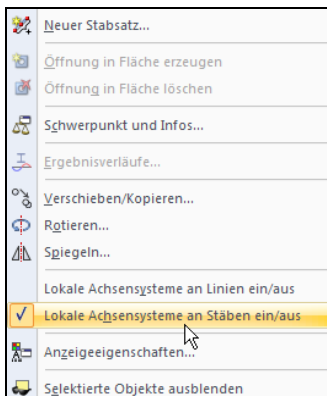 Neuer Stabsatz...
Öffnung in Fläche erzeugen
Öffnung in Fläche löschen
Schwerpunkt und Infos...
Ergebnisverläufe...
Verschieben/Kopieren...
Rotieren...
Spiegeln...
Lokale Achsensysteme an Linien ein/aus
Lokale Achsensysteme an Stäben ein/aus
Anzeigeeigenschaften...
Selektierte Objekte ausblenden